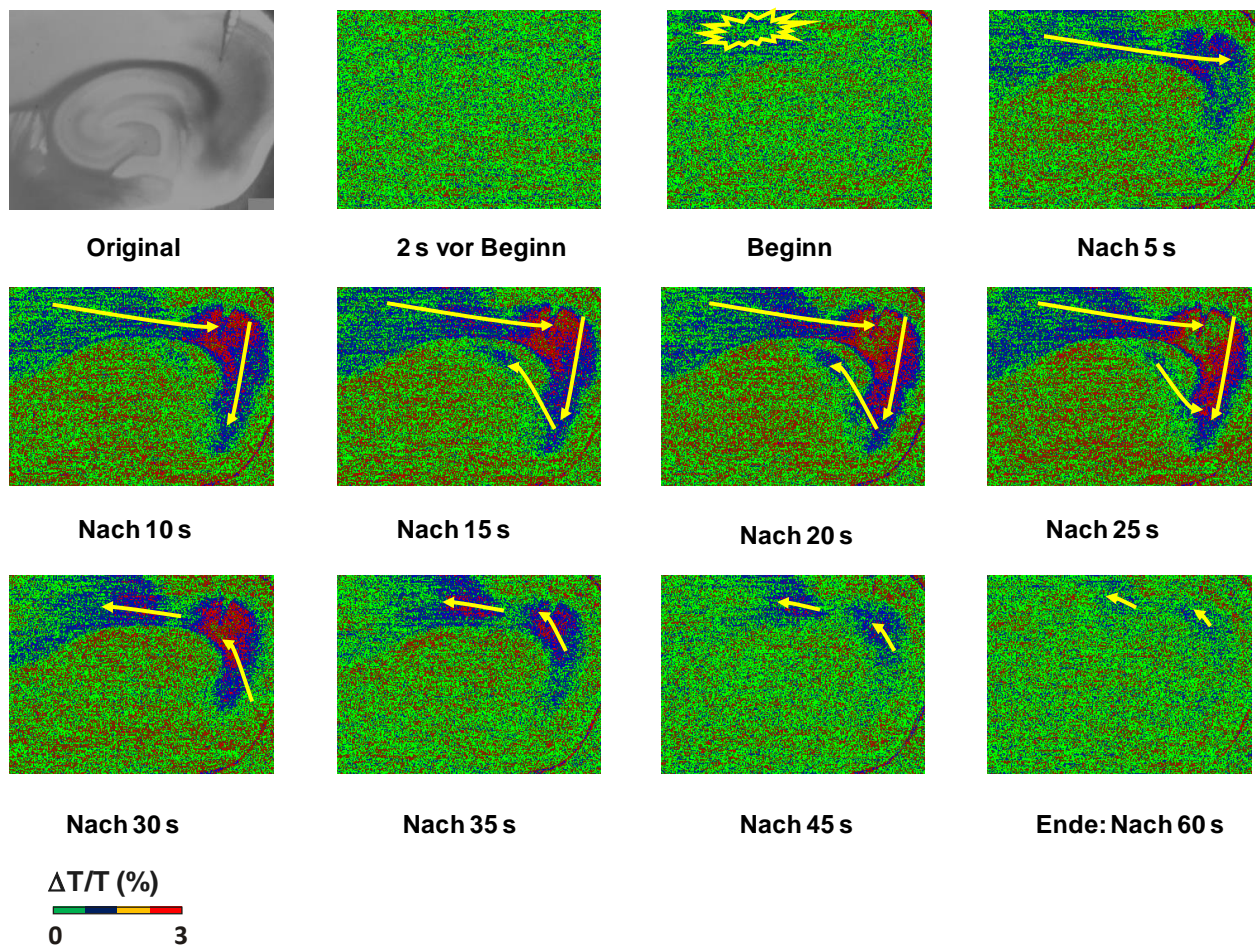 Original
2 s vor Beginn
Beginn
Nach 5 s
Nach 10 s
Nach 15 s
Nach 20 s
Nach 25 s
Nach 30 s
Nach 35 s
Nach 45 s
Ende: Nach 60 s
ΔT/T (%)
0 3